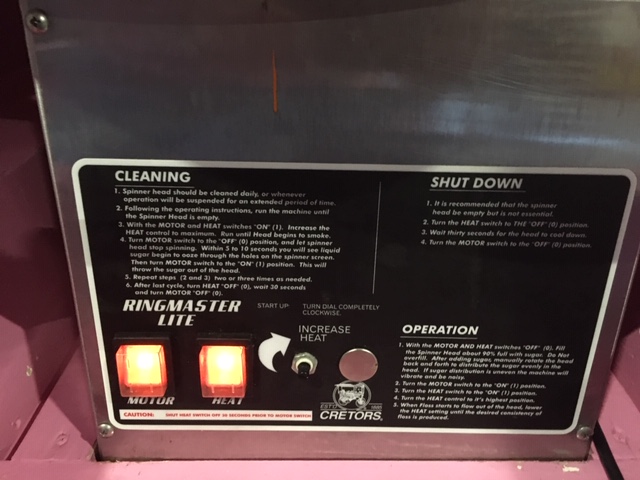 CLEANING
1. Spinner head should be cleaned daily, or whenever
operation will be suspended for an extended period of time.
2. Following the operating instructions, run the machine until
the Spinner Head is empty.
3. With the MOTOR and HEAT switches "ON" (1). Increase the
HEAT control to maximum. Run until Head begins to smoke.
4. Turn MOTOR switch to the "OFF" (0) position, and let spinner
head stop spinning. Within 5 to 10 seconds you will see liquid
sugar begin to ooze through the holes on the spinner screen.
Then turn MOTOR switch to the "ON" (1) position. This will
throw the sugar out of the head.
5. Repeat steps (2 and 3) two or three times as needed.
6. After last cycle, turn HEAT "OFF" (0), wait 30 seconds
and turn MOTOR "OFF" (0).
SHUT DOWN
1. It is recommended that the spinner
head be empty but is not essential.
2. Turn the HEAT switch to THE "OFF" (0) position.
3. Wait thirty seconds for the head to cool down.
4. Turn the MOTOR switch to the "OFF" (0) position.
RINGMASTER
LITE
START UP: TURN DIAL COMPLETELY
CLOCKWISE.
INCREASE
HEAT
MOTOR
HEAT
CAUTION: SHUT HEAT SWITCH OFF 30 SECONDS PRIOR TO MOTOR SWITCH
ESTD 1885
CRETORS
OPERATION
1. With the MOTOR AND HEAT switches "OFF" (0). Fill
the Spinner Head about 90% full with sugar. Do Not
overfill. After adding sugar, manually rotate the head
back and forth to distribute the sugar evenly in the
head. If sugar distribution is uneven the machine will
vibrate and be noisy.
2. Turn the MOTOR switch to the "ON" (1) position.
3. Turn the HEAT switch to the "ON" (1) position.
4. Turn the HEAT control to it's highest position.
5. When Floss starts to flow out of the head, lower
the HEAT setting until the desired consistency of
floss is produced.